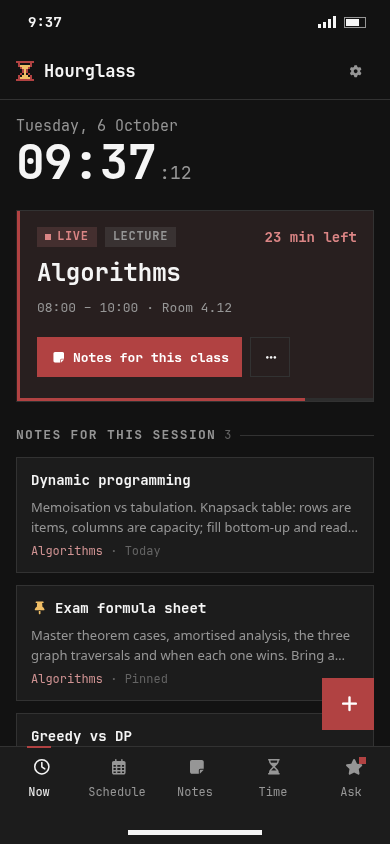 9:37
Hourglass
Tuesday, 6 October
09:37:12
LIVE LECTURE 23 min left
Algorithms
08:00 – 10:00 · Room 4.12
Notes for this class
NOTES FOR THIS SESSION 3
Dynamic programming
Memoisation vs tabulation. Knapsack table: rows are
items, columns are capacity; fill bottom-up and read…
Algorithms · Today
Exam formula sheet
Master theorem cases, amortised analysis, the three
graph traversals and when each one wins. Bring a…
Algorithms · Pinned
Greedy vs DP
Now Schedule Notes Time Ask